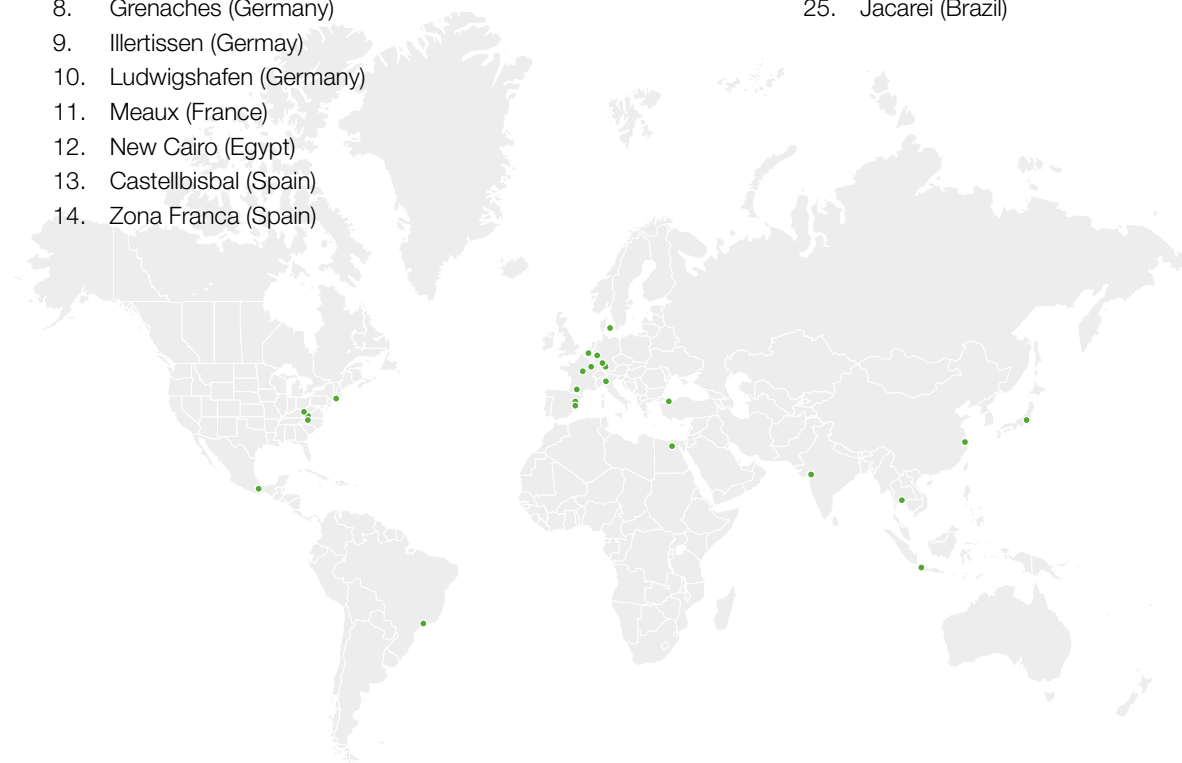 8. Grenaches (Germany)
9. Illertissen (Germay)
10. Ludwigshafen (Germany)
11. Meaux (France)
12. New Cairo (Egypt)
13. Castellbisbal (Spain)
14. Zona Franca (Spain)
25. Jacarei (Brazil)